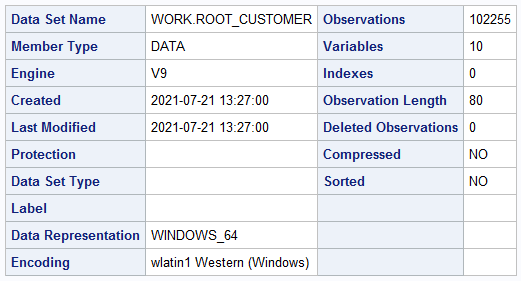 Data Set Name WORK.ROOT_CUSTOMER Observations 102255
Member Type DATA Variables 10
Engine V9 Indexes 0
Created 2021-07-21 13:27:00 Observation Length 80
Last Modified 2021-07-21 13:27:00 Deleted Observations 0
Protection Compressed NO
Data Set Type Sorted NO
Label
Data Representation WINDOWS_64
Encoding wlatin1 Western (Windows)